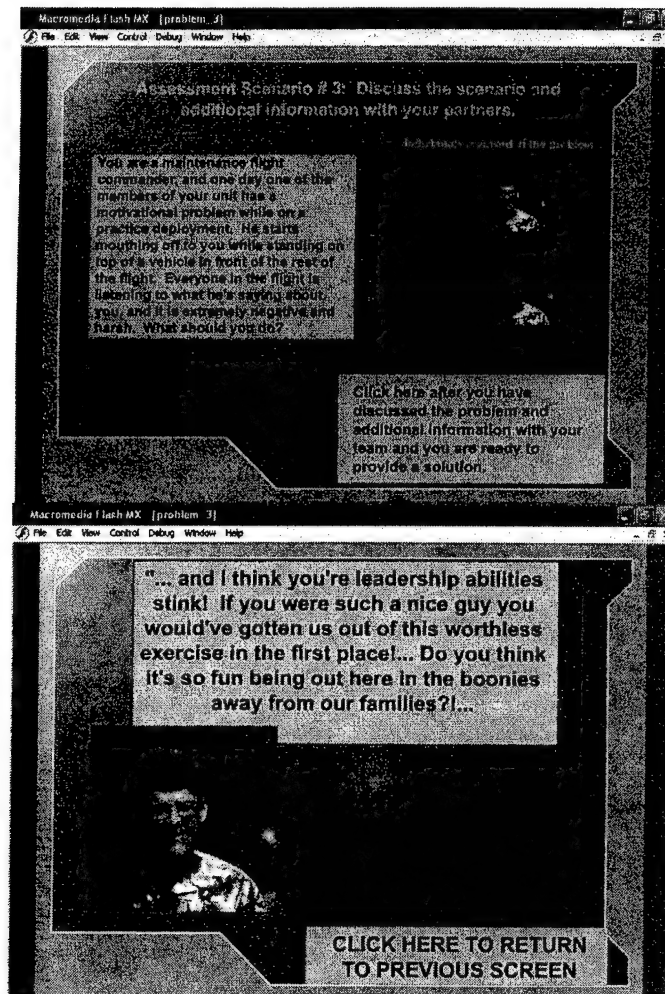 Macromedia Flash MX - [problem_3]
File Edit View Control Debug Window Help
Assessment Scenario # 3: Discuss the scenario and
additional information with your partners.
You are a maintenance flight
commander, and one day one of the
members of your unit has a
motivational problem while on a
practice deployment. He starts
mouthing off to you while standing on
top of a vehicle in front of the rest of
the flight. Everyone in the flight is
listening to what he's saying about
you, and it is extremely negative and
harsh. What should you do?
Click here after you have
discussed the problem and
additional information with your
team and you are ready to
provide a solution.
Macromedia Flash MX - [problem_3]
File Edit View Control Debug Window Help
"... and I think you're leadership abilities
stink! If you were such a nice guy you
would've gotten us out of this worthless
exercise in the first place!... Do you think
it's so fun being out here in the boonies
away from our families?!...
CLICK HERE TO RETURN
TO PREVIOUS SCREEN